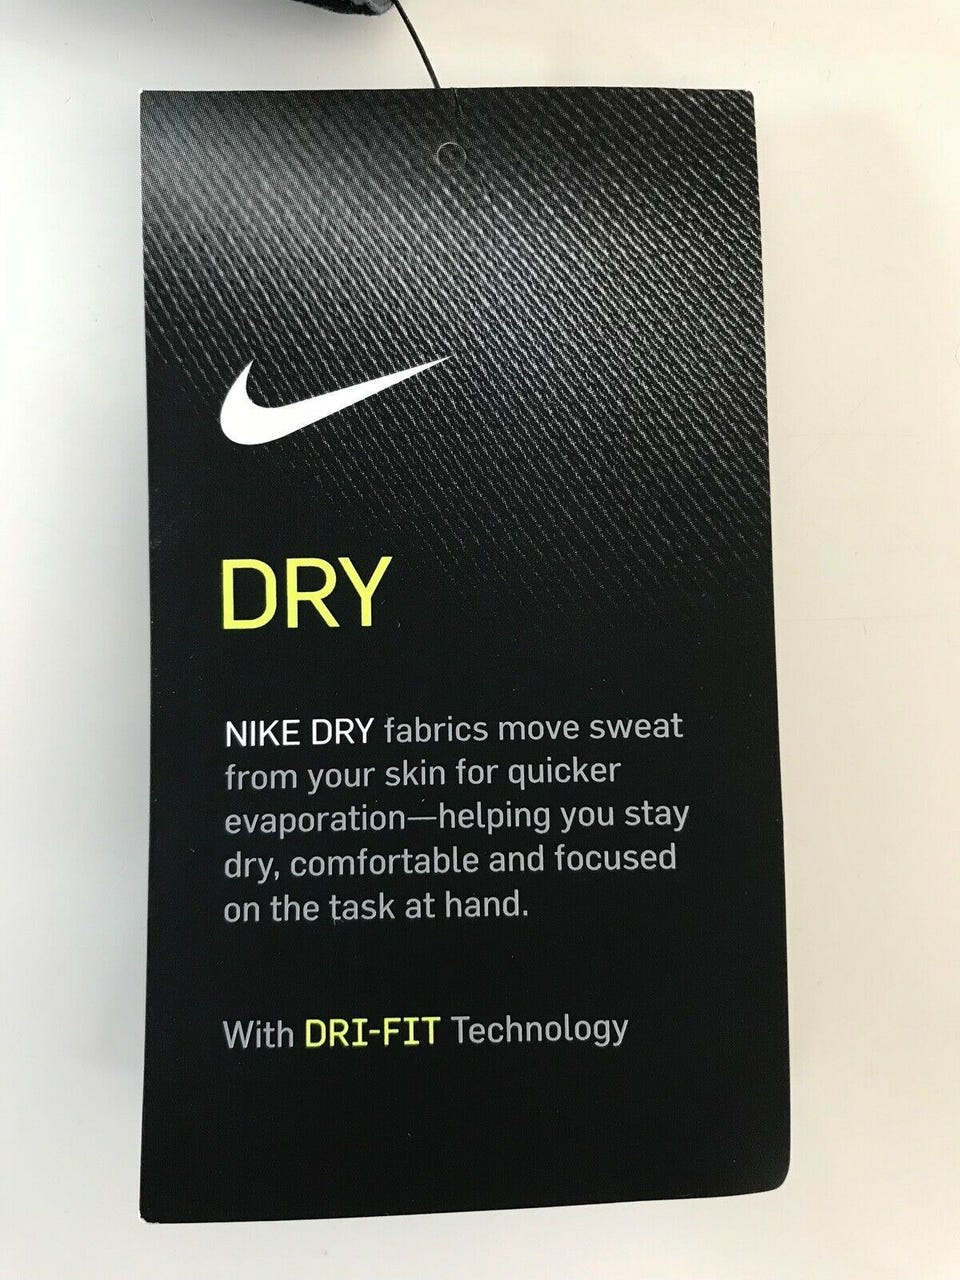 DRY
NIKE DRY fabrics move sweat
from your skin for quicker
evaporation—helping you stay
dry, comfortable and focused
on the task at hand.
With DRI-FIT Technology